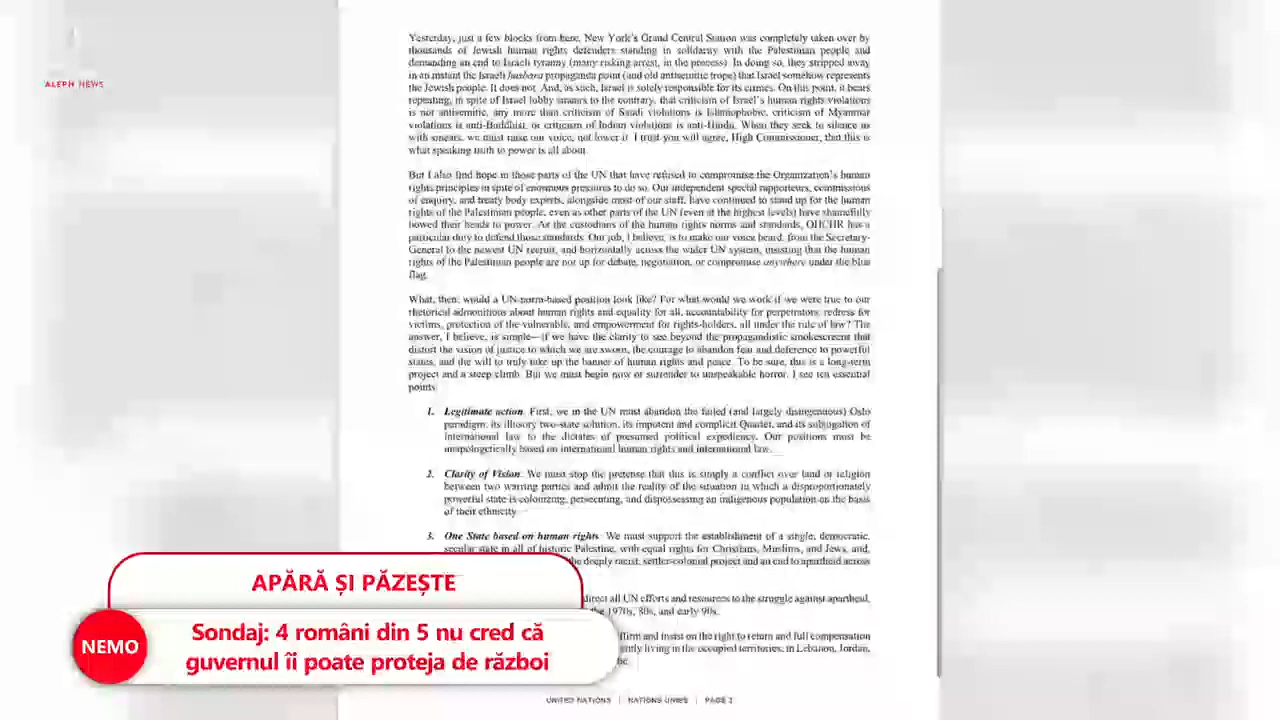 Yesterday, just a few blocks from here, New York's Grand Central Station was completely taken over by
thousands of Jewish human rights defenders standing in solidarity with the Palestinian people and
demanding an end to Israeli tyranny (many risking arrest, in the process). In doing so, they stripped away
in an instant the Israeli hasbara propaganda point (and old antisemitic trope) that Israel somehow represents
the Jewish people. It does not. And, as such, Israel is solely responsible for its crimes. On this point, it bears
repeating, in spite of Israel lobby smears to the contrary, that criticism of Israel's human rights violations
is not antisemitic, any more than criticism of Saudi violations is Islamophobic, criticism of Myanmar
violations is anti-Buddhist, or criticism of Indian violations is anti-Hindu. When they seek to silence us
with smears, we must raise our voice, not lower it. I trust you will agree, High Commissioner, that this is
what speaking truth to power is all about.
But I also find hope in those parts of the UN that have refused to compromise the Organization's human
rights principles in spite of enormous pressures to do so. Our independent special rapporteurs, commissions
of enquiry, and treaty body experts, alongside most of our staff, have continued to stand up for the human
rights of the Palestinian people, even as other parts of the UN (even at the highest levels) have shamefully
bowed their heads to power. As the custodians of the human rights norms and standards, OHCHR has a
particular duty to defend those standards. Our job, I believe, is to make our voice heard, from the Secretary-
General to the newest UN recruit, and horizontally across the wider UN system, insisting that the human
rights of the Palestinian people are not up for debate, negotiation, or compromise anywhere under the blue
flag.
What, then, would a UN-norm-based position look like? For what would we work if we were true to our
rhetorical admonitions about human rights and equality for all, accountability for perpetrators, redress for
victims, protection of the vulnerable, and empowerment for rights-holders, all under the rule of law? The
answer, I believe, is simple—if we have the clarity to see beyond the propagandistic smokescreens that
distort the vision of justice to which we are sworn, the courage to abandon fear and deference to powerful
states, and the will to truly take up the banner of human rights and peace. To be sure, this is a long-term
project and a steep climb. But we must begin now or surrender to unspeakable horror. I see ten essential
points:
1. Legitimate action: First, we in the UN must abandon the failed (and largely disingenuous) Oslo
paradigm, its illusory two-state solution, its impotent and complicit Quartet, and its subjugation of
international law to the dictates of presumed political expediency. Our positions must be
unapologetically based on international human rights and international law.
2. Clarity of Vision: We must stop the pretense that this is simply a conflict over land or religion
between two warring parties and admit the reality of the situation in which a disproportionately
powerful state is colonizing, persecuting, and dispossessing an indigenous population on the basis
of their ethnicity.
3. One State based on human rights: We must support the establishment of a single, democratic,
secular state in all of historic Palestine, with equal rights for Christians, Muslims, and Jews, and,
the deeply racist, settler-colonial project and an end to apartheid across
direct all UN efforts and resources to the struggle against apartheid,
the 1970s, 80s, and early 90s.
ffirm and insist on the right to return and full compensation
ently living in the occupied territories, in Lebanon, Jordan,
UNITED NATIONS | NATIONS UNIES | PAGE 3
ALEPH NEWS
APĂRĂ ȘI PĂZEȘTE
NEMO
Sondaj: 4 români din 5 nu cred că
guvernul îi poate proteja de război